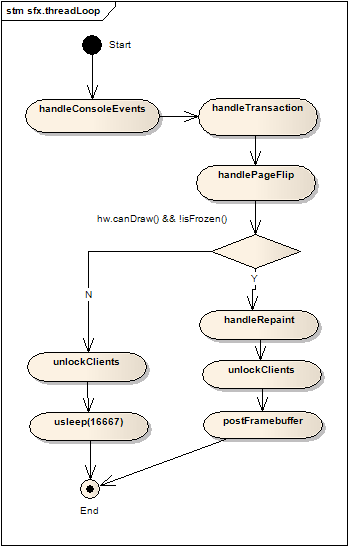 stm sfx.threadLoop
Start
handleConsoleEvents
handleTransaction
handlePageFlip
hw.canDraw() && !isFrozen()
N
Y
handleRepaint
unlockClients
unlockClients
usleep(16667)
postFramebuffer
End